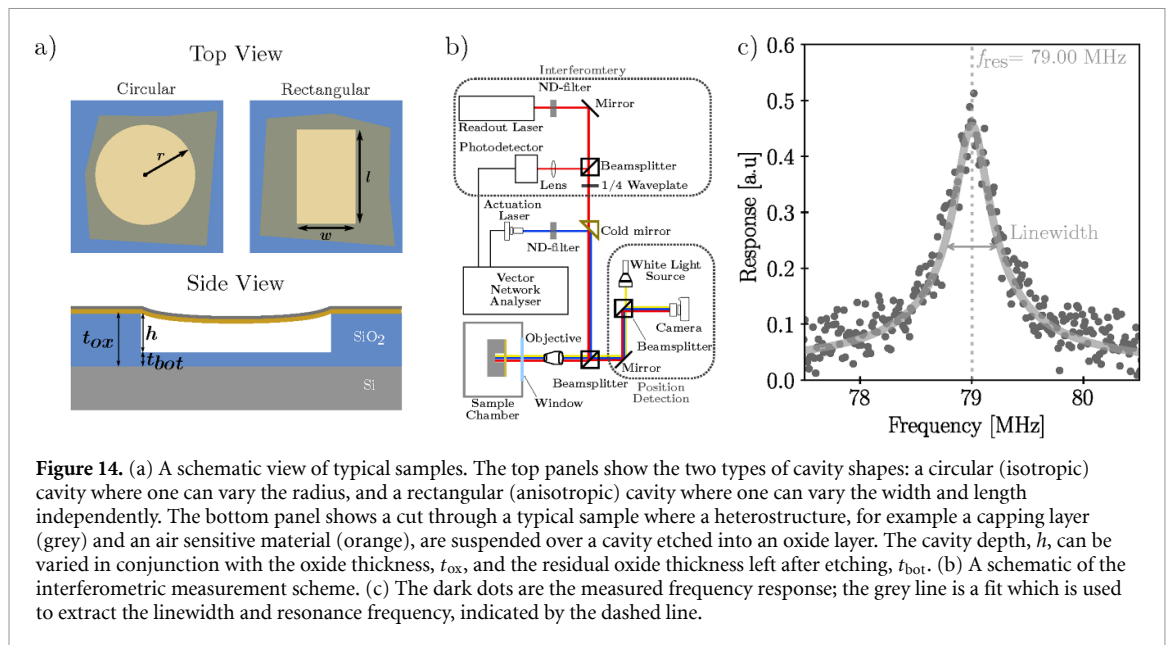 a)
Top View
Circular
Rectangular
r
l
w
Side View
tox
h
tbot
SiO2
Si
b)
Interferomtery
ND-filter
Mirror
Readout Laser
Photodetector
Beamsplitter
Lens
1/4 Waveplate
Actuation
Laser
Cold mirror
ND-filter
White Light
Source
Vector
Network
Analyser
Camera
Objective
Beamsplitter
Mirror
Beamsplitter
Position
Detection
Sample
Chamber
Window
c)
fres= 79.00 MHz
0.6
0.5
0.4
0.3
0.2
0.1
0.0
Response [a.u]
Linewidth
78
79
80
Frequency [MHz]
Figure 14. (a) A schematic view of typical samples. The top panels show the two types of cavity shapes: a circular (isotropic)
cavity where one can vary the radius, and a rectangular (anisotropic) cavity where one can vary the width and length
independently. The bottom panel shows a cut through a typical sample where a heterostructure, for example a capping layer
(grey) and an air sensitive material (orange), are suspended over a cavity etched into an oxide layer. The cavity depth, h, can be
varied in conjunction with the oxide thickness, tox, and the residual oxide thickness left after etching, tbot. (b) A schematic of the
interferometric measurement scheme. (c) The dark dots are the measured frequency response; the grey line is a fit which is used
to extract the linewidth and resonance frequency, indicated by the dashed line.